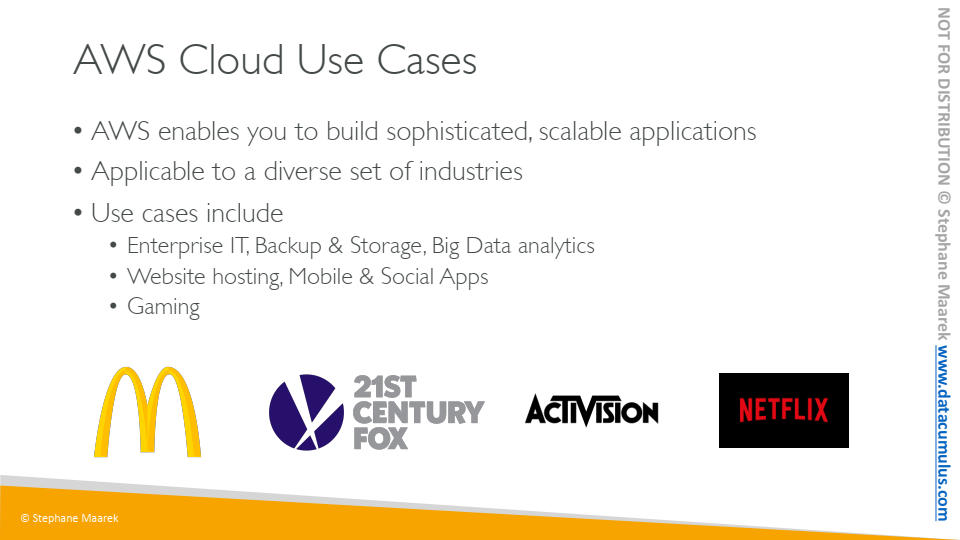 AWS Cloud Use Cases
• AWS enables you to build sophisticated, scalable applications
• Applicable to a diverse set of industries
• Use cases include
• Enterprise IT, Backup & Storage, Big Data analytics
• Website hosting, Mobile & Social Apps
• Gaming
21ST
CENTURY
FOX
ACTIVISION
NETFLIX
© Stephane Maarek
NOT FOR DISTRIBUTION © Stephane Maarek www.datacumulus.com